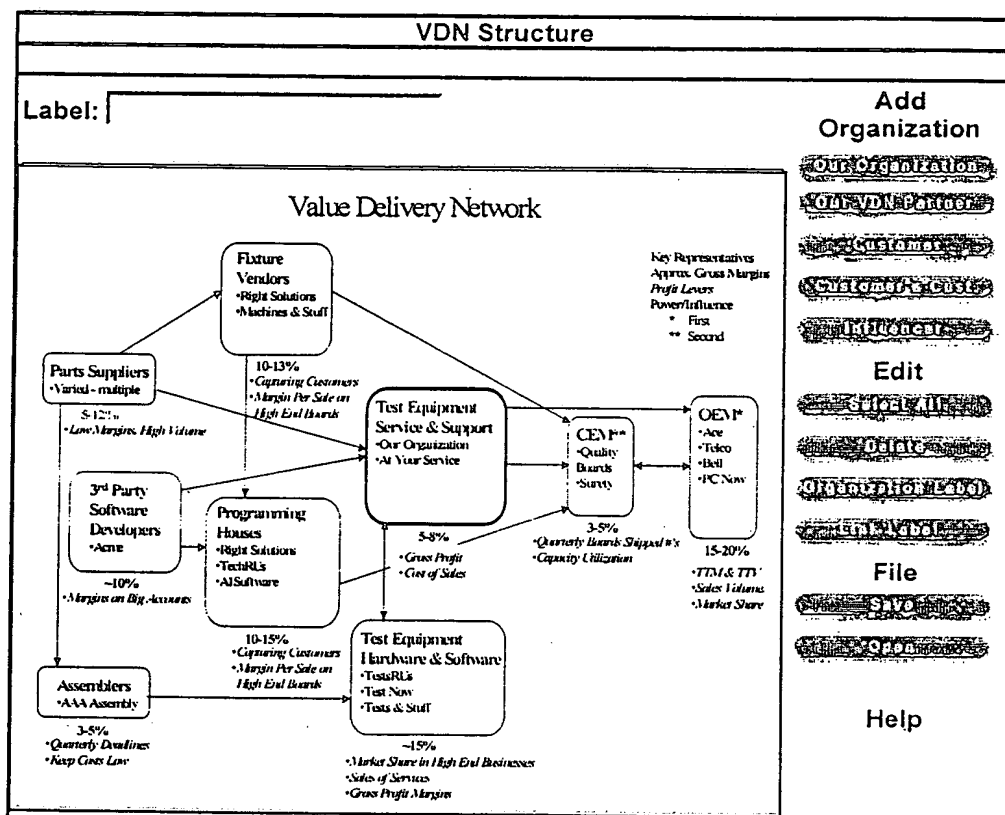 VDN Structure
Label:
Value Delivery Network
Fixture
Vendors
•Right Solutions
•Machines & Stuff
Key Representatives
Approx. Gross Margins
Profit Levers
Power/Influence
* First
** Second
10-13%
•Capturing Customers
•Margin Per Sale on
High End Boards
Parts Suppliers
•Varied - multiple
5-12%
•Low Margins, High Volume
Test Equipment
Service & Support
•Our Organization
•At Your Service
5-8%
•Gross Profit
•Cost of Sales
CEM**
•Quality
Boards
•Surety
3-5%
•Quarterly Boards Shipped #'s
•Capacity Utilization
OEM*
•Ace
•Telco
•Bell
•PC Now
15-20%
•TTM & TTV
•Sales Volume
•Market Share
3rd Party
Software
Developers
•Acme
~10%
•Margins on Big Accounts
Programming
Houses
•Right Solutions
•TechRUs
•AI Software
10-15%
•Capturing Customers
•Margin Per Sale on
High End Boards
Test Equipment
Hardware & Software
•TestsRUs
•Test Now
•Tests & Stuff
~15%
•Market Share in High End Businesses
•Sales of Services
•Gross Profit Margins
Assemblers
•AAA Assembly
3-5%
•Quarterly Deadlines
•Keep Costs Low
Add
Organization
Our Organization
Our VDN Partner
Customer
Customer's Cust.
Influencer
Edit
Select All
Delete
Organization Label
Link Label
File
Save
Open
Help